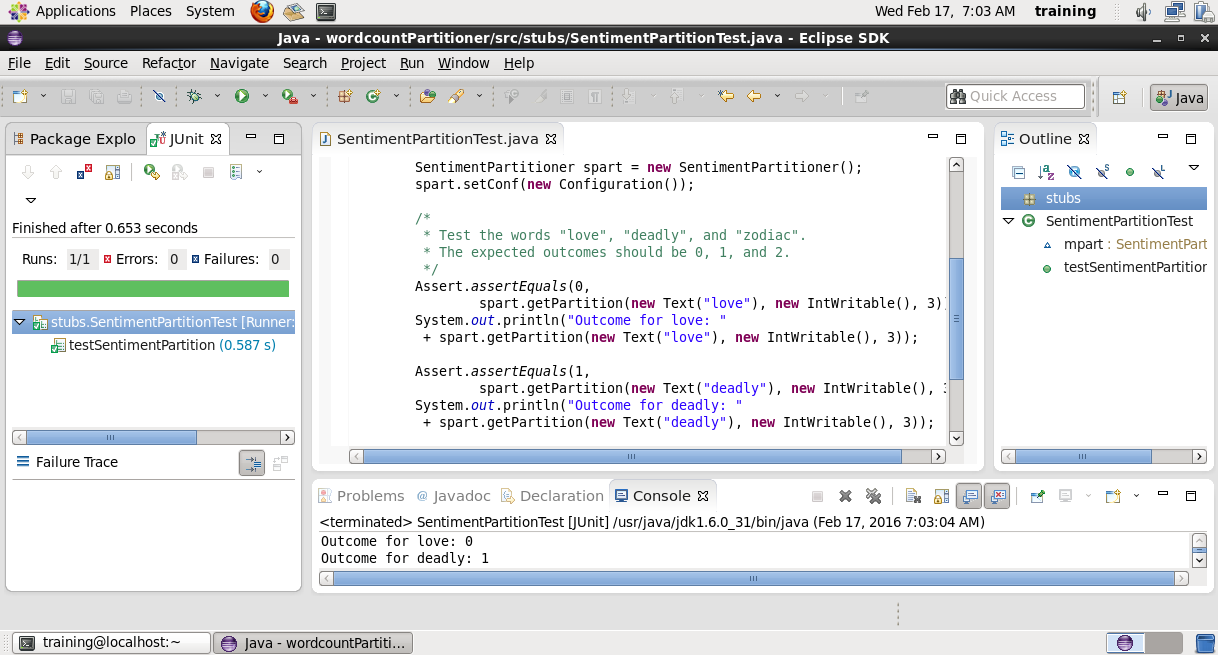 Applications Places System Wed Feb 17, 7:03 AM training
Java - wordcountPartitioner/src/stubs/SentimentPartitionTest.java - Eclipse SDK
File Edit Source Refactor Navigate Search Project Run Window Help
Quick Access Java
Package Explo JUnit
Finished after 0.653 seconds
Runs: 1/1 Errors: 0 Failures: 0
stubs.SentimentPartitionTest [Runner:
testSentimentPartition (0.587 s)
Failure Trace
SentimentPartitionTest.java
SentimentPartitioner spart = new SentimentPartitioner();
spart.setConf(new Configuration());
/*
* Test the words "love", "deadly", and "zodiac".
* The expected outcomes should be 0, 1, and 2.
*/
Assert.assertEquals(0,
spart.getPartition(new Text("love"), new IntWritable(), 3)
System.out.println("Outcome for love: "
+ spart.getPartition(new Text("love"), new IntWritable(), 3));
Assert.assertEquals(1,
spart.getPartition(new Text("deadly"), new IntWritable(),
System.out.println("Outcome for deadly: "
+ spart.getPartition(new Text("deadly"), new IntWritable(), 3));
Outline
stubs
SentimentPartitionTest
mpart : SentimentPart
testSentimentPartition
Problems @ Javadoc Declaration Console
<terminated> SentimentPartitionTest [JUnit] /usr/java/jdk1.6.0_31/bin/java (Feb 17, 2016 7:03:04 AM)
Outcome for love: 0
Outcome for deadly: 1
training@localhost:~ Java - wordcountPartiti...